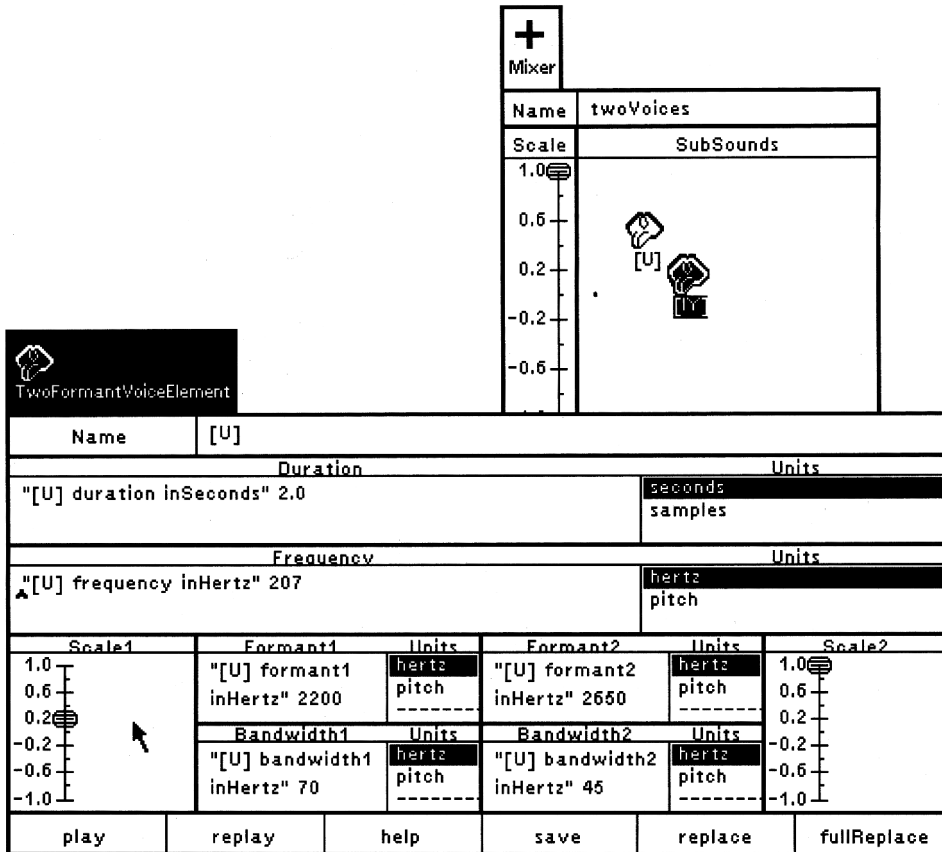 Mixer
Name twoVoices
Scale SubSounds
1.0
0.6
[U]
0.2
-0.2
-0.6
TwoFormantVoiceElement
Name [U]
Duration Units
"[U] duration inSeconds" 2.0 seconds
samples
Frequency Units
"[U] frequency inHertz" 207 hertz
pitch
Scale1 Formant1 Units Formant2 Units Scale2
1.0 "[U] formant1 hertz "[U] formant2 hertz 1.0
0.6 inHertz" 2200 pitch inHertz" 2650 pitch 0.6
0.2 0.2
-0.2 Bandwidth1 Units Bandwidth2 Units -0.2
-0.6 "[U] bandwidth1 hertz "[U] bandwidth2 hertz -0.6
-1.0 inHertz" 70 pitch inHertz" 45 pitch -1.0
play replay help save replace fullReplace